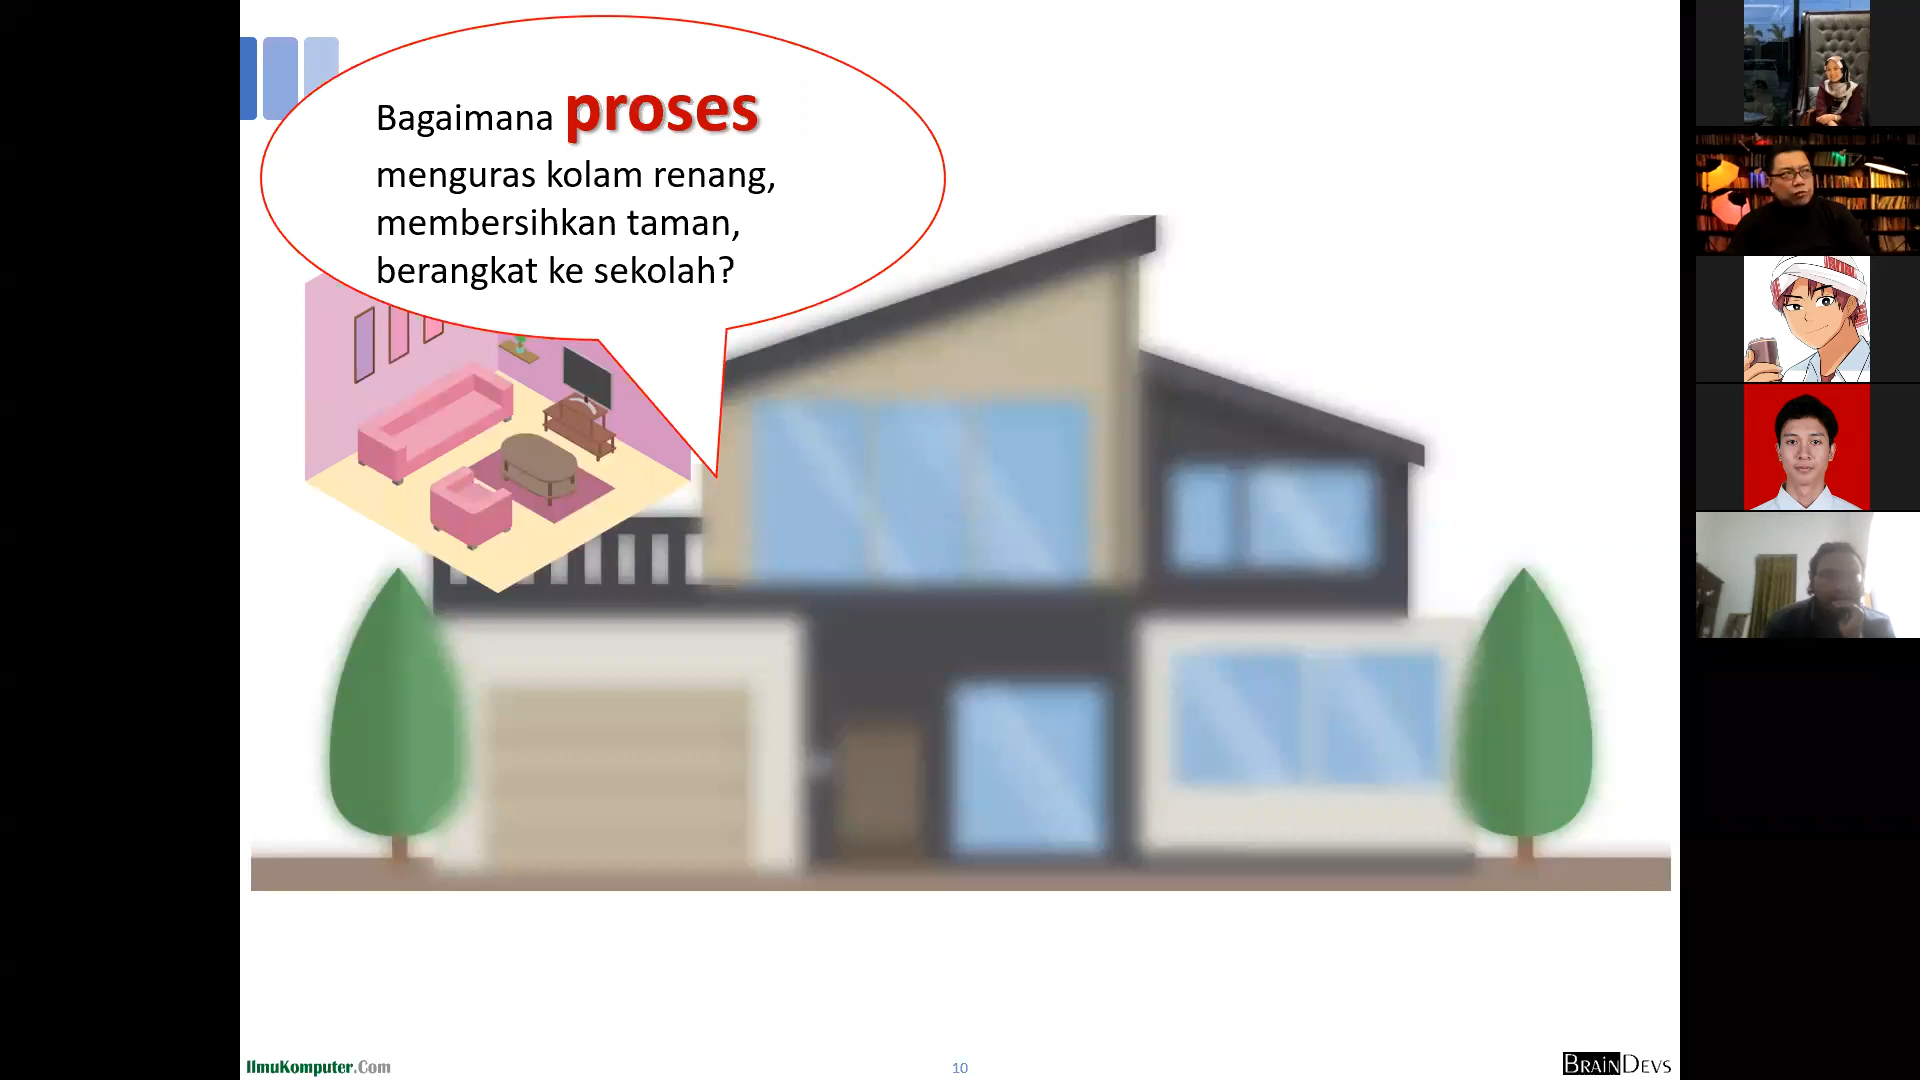 Bagaimana proses
menguras kolam renang,
membersihkan taman,
berangkat ke sekolah?
IlmuKomputer.Com
10
BRAINDEVS